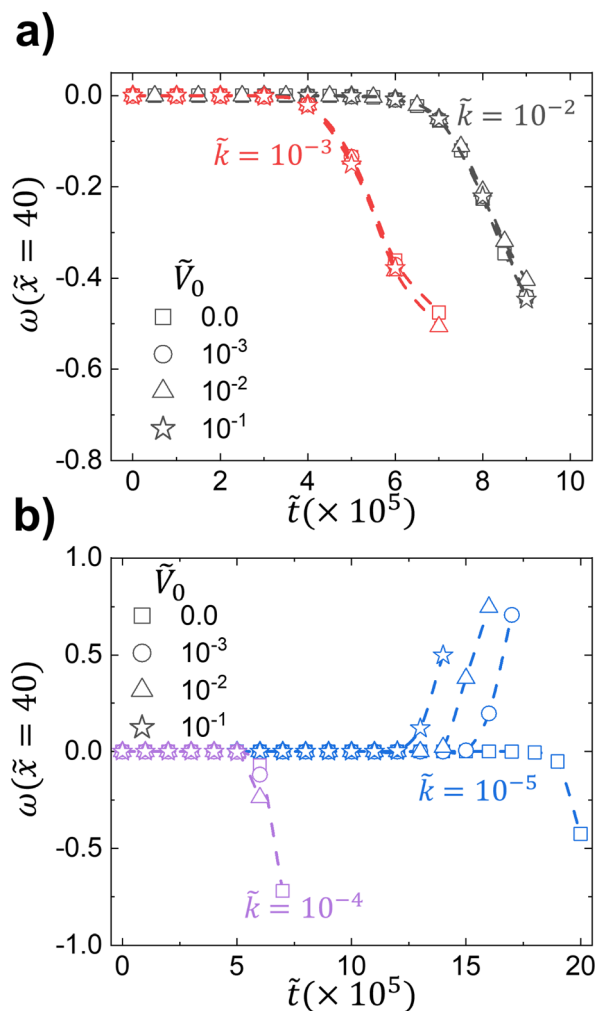 a)
0.0
-0.2
-0.4
-0.6
-0.8
ω(x̃ = 40)
k̃ = 10⁻³
k̃ = 10⁻²
Ṽ₀
0.0
10⁻³
10⁻²
10⁻¹
0 2 4 6 8 10
t̃(× 10⁵)
b)
1.0
0.5
0.0
-0.5
-1.0
ω(x̃ = 40)
Ṽ₀
0.0
10⁻³
10⁻²
10⁻¹
k̃ = 10⁻⁵
k̃ = 10⁻⁴
0 5 10 15 20
t̃(× 10⁵)